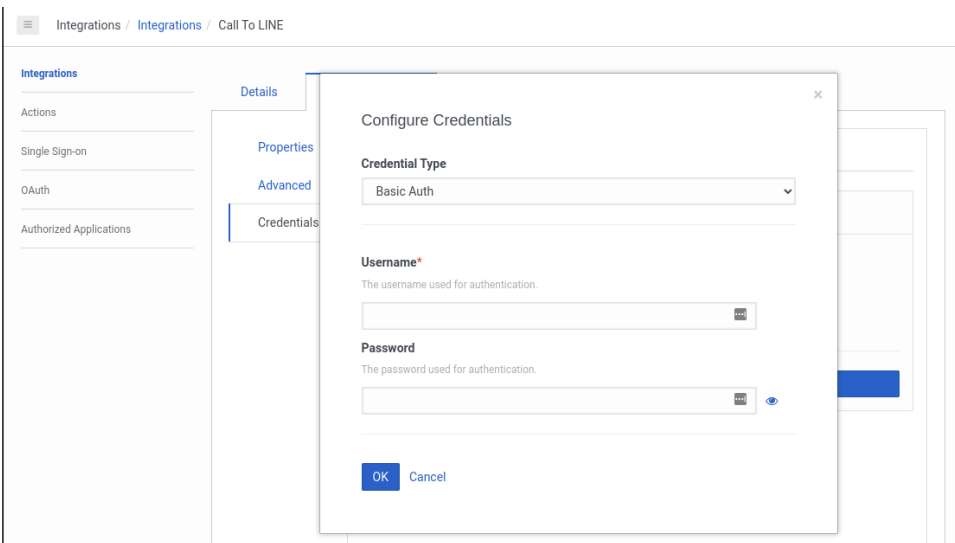 Integrations / Integrations / Call To LINE
Integrations
Actions
Single Sign-on
OAuth
Authorized Applications
Details
Properties
Advanced
Credentials
×
Configure Credentials
Credential Type
Basic Auth
Username*
The username used for authentication.
Password
The password used for authentication.
OK Cancel